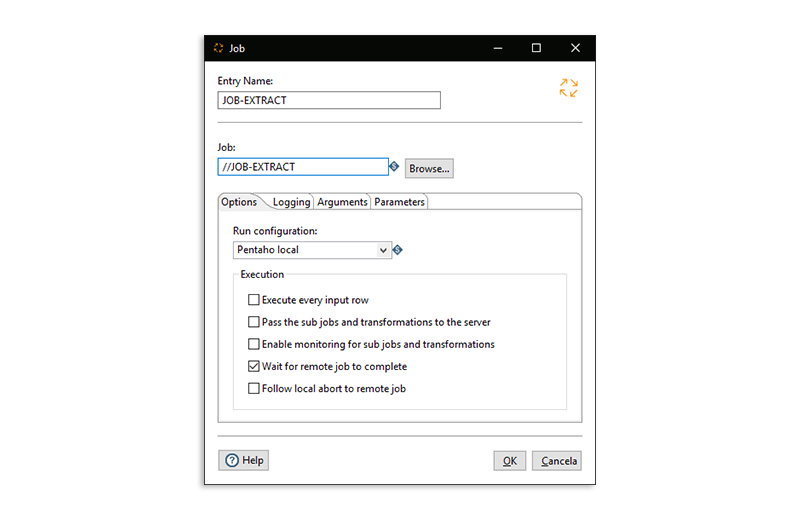 Job
Entry Name:
JOB-EXTRACT
Job:
//JOB-EXTRACT
Browse...
Options Logging Arguments Parameters
Run configuration:
Pentaho local
Execution
Execute every input row
Pass the sub jobs and transformations to the server
Enable monitoring for sub jobs and transformations
Wait for remote job to complete
Follow local abort to remote job
Help OK Cancela